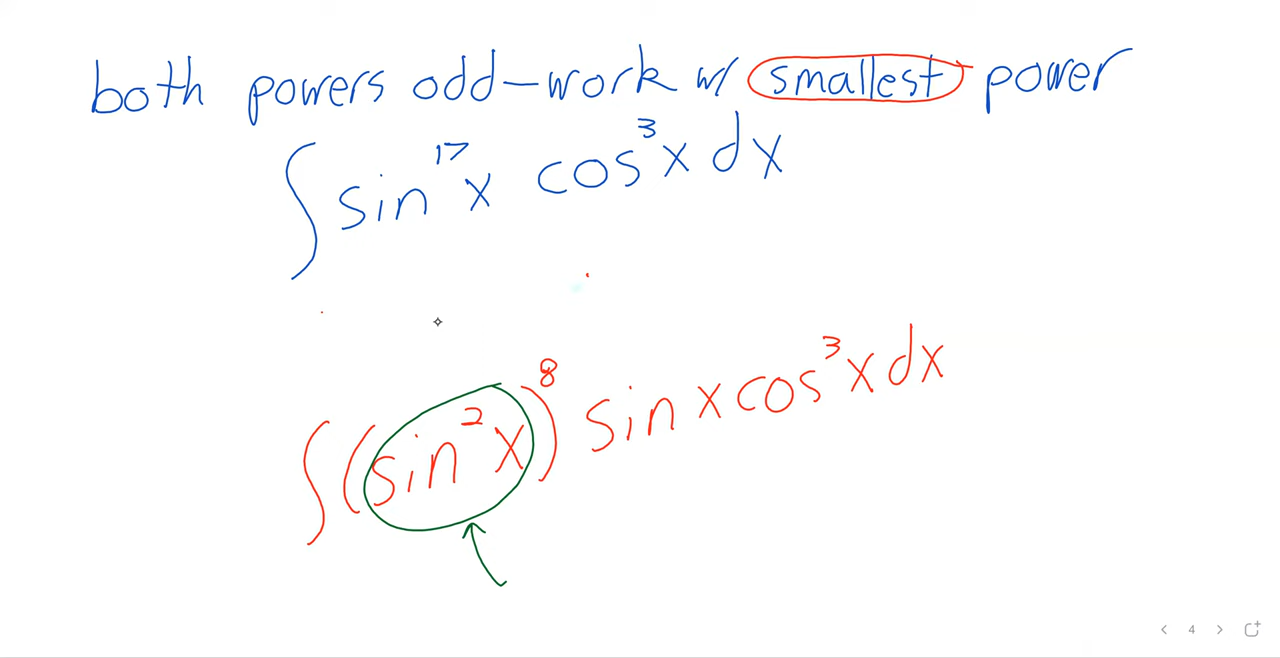 both powers odd-work w/ smallest power
∫ sin¹⁷x cos³x dx
∫(sin²x)⁸ sin x cos³x dx
< 4 >